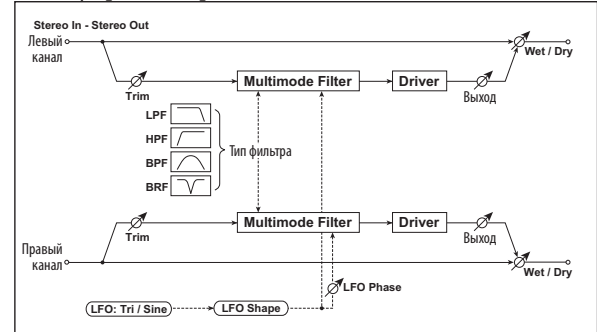 Stereo In - Stereo Out
Левый
канал
Wet / Dry
Trim
Multimode Filter
Driver
Выход
LPF
HPF
BPF
BRF
Тип фильтра
Trim
Multimode Filter
Driver
Выход
Правый
канал
Wet / Dry
LFO Phase
LFO: Tri / Sine
LFO Shape